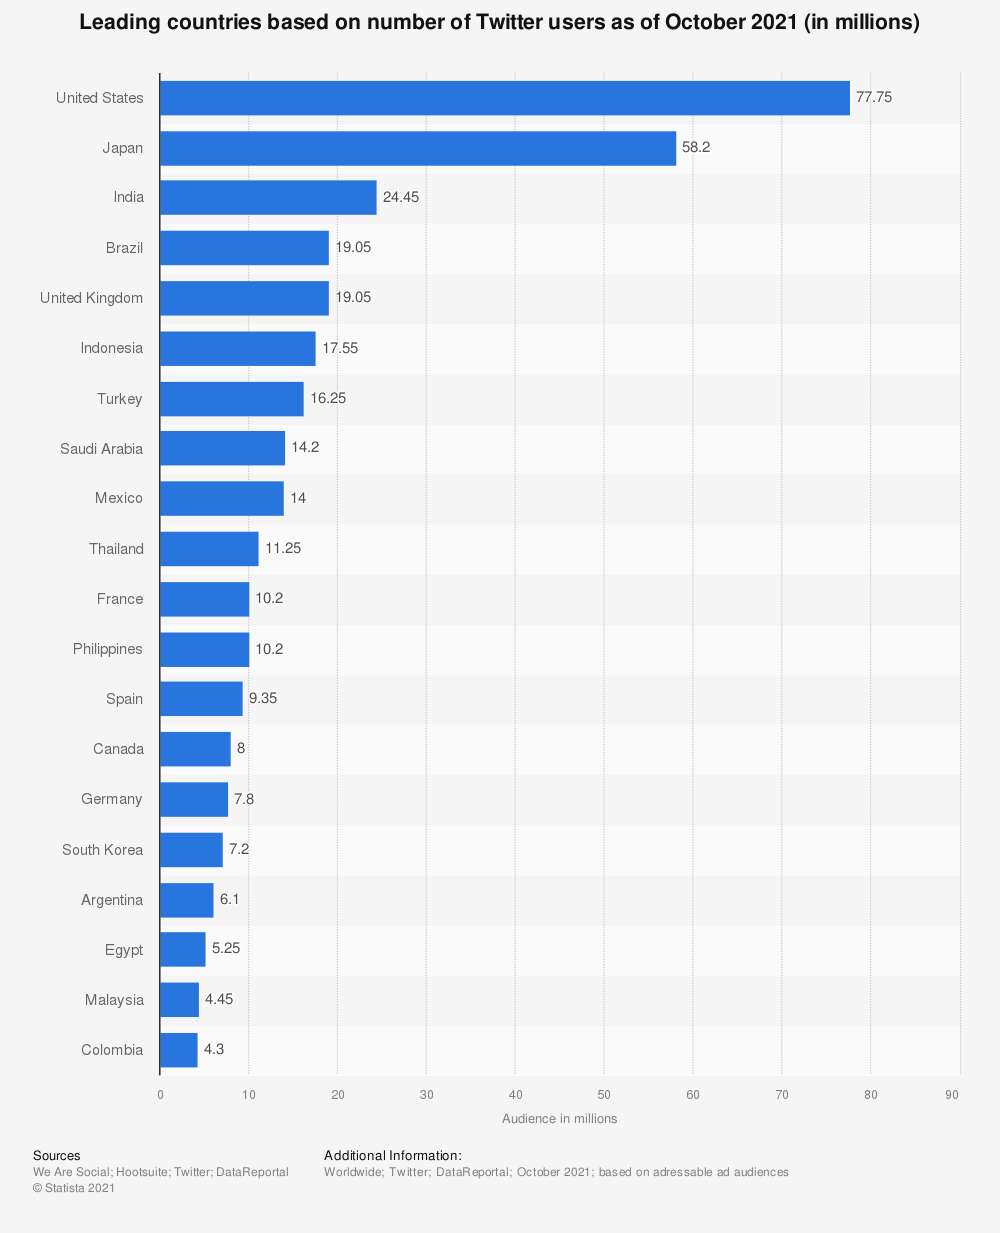 Leading countries based on number of Twitter users as of October 2021 (in millions)
United States 77.75
Japan 58.2
India 24.45
Brazil 19.05
United Kingdom 19.05
Indonesia 17.55
Turkey 16.25
Saudi Arabia 14.2
Mexico 14
Thailand 11.25
France 10.2
Philippines 10.2
Spain 9.35
Canada 8
Germany 7.8
South Korea 7.2
Argentina 6.1
Egypt 5.25
Malaysia 4.45
Colombia 4.3
0 10 20 30 40 50 60 70 80 90
Audience in millions
Sources
We Are Social; Hootsuite; Twitter; DataReportal
© Statista 2021
Additional Information:
Worldwide; Twitter; DataReportal; October 2021; based on adressable ad audiences